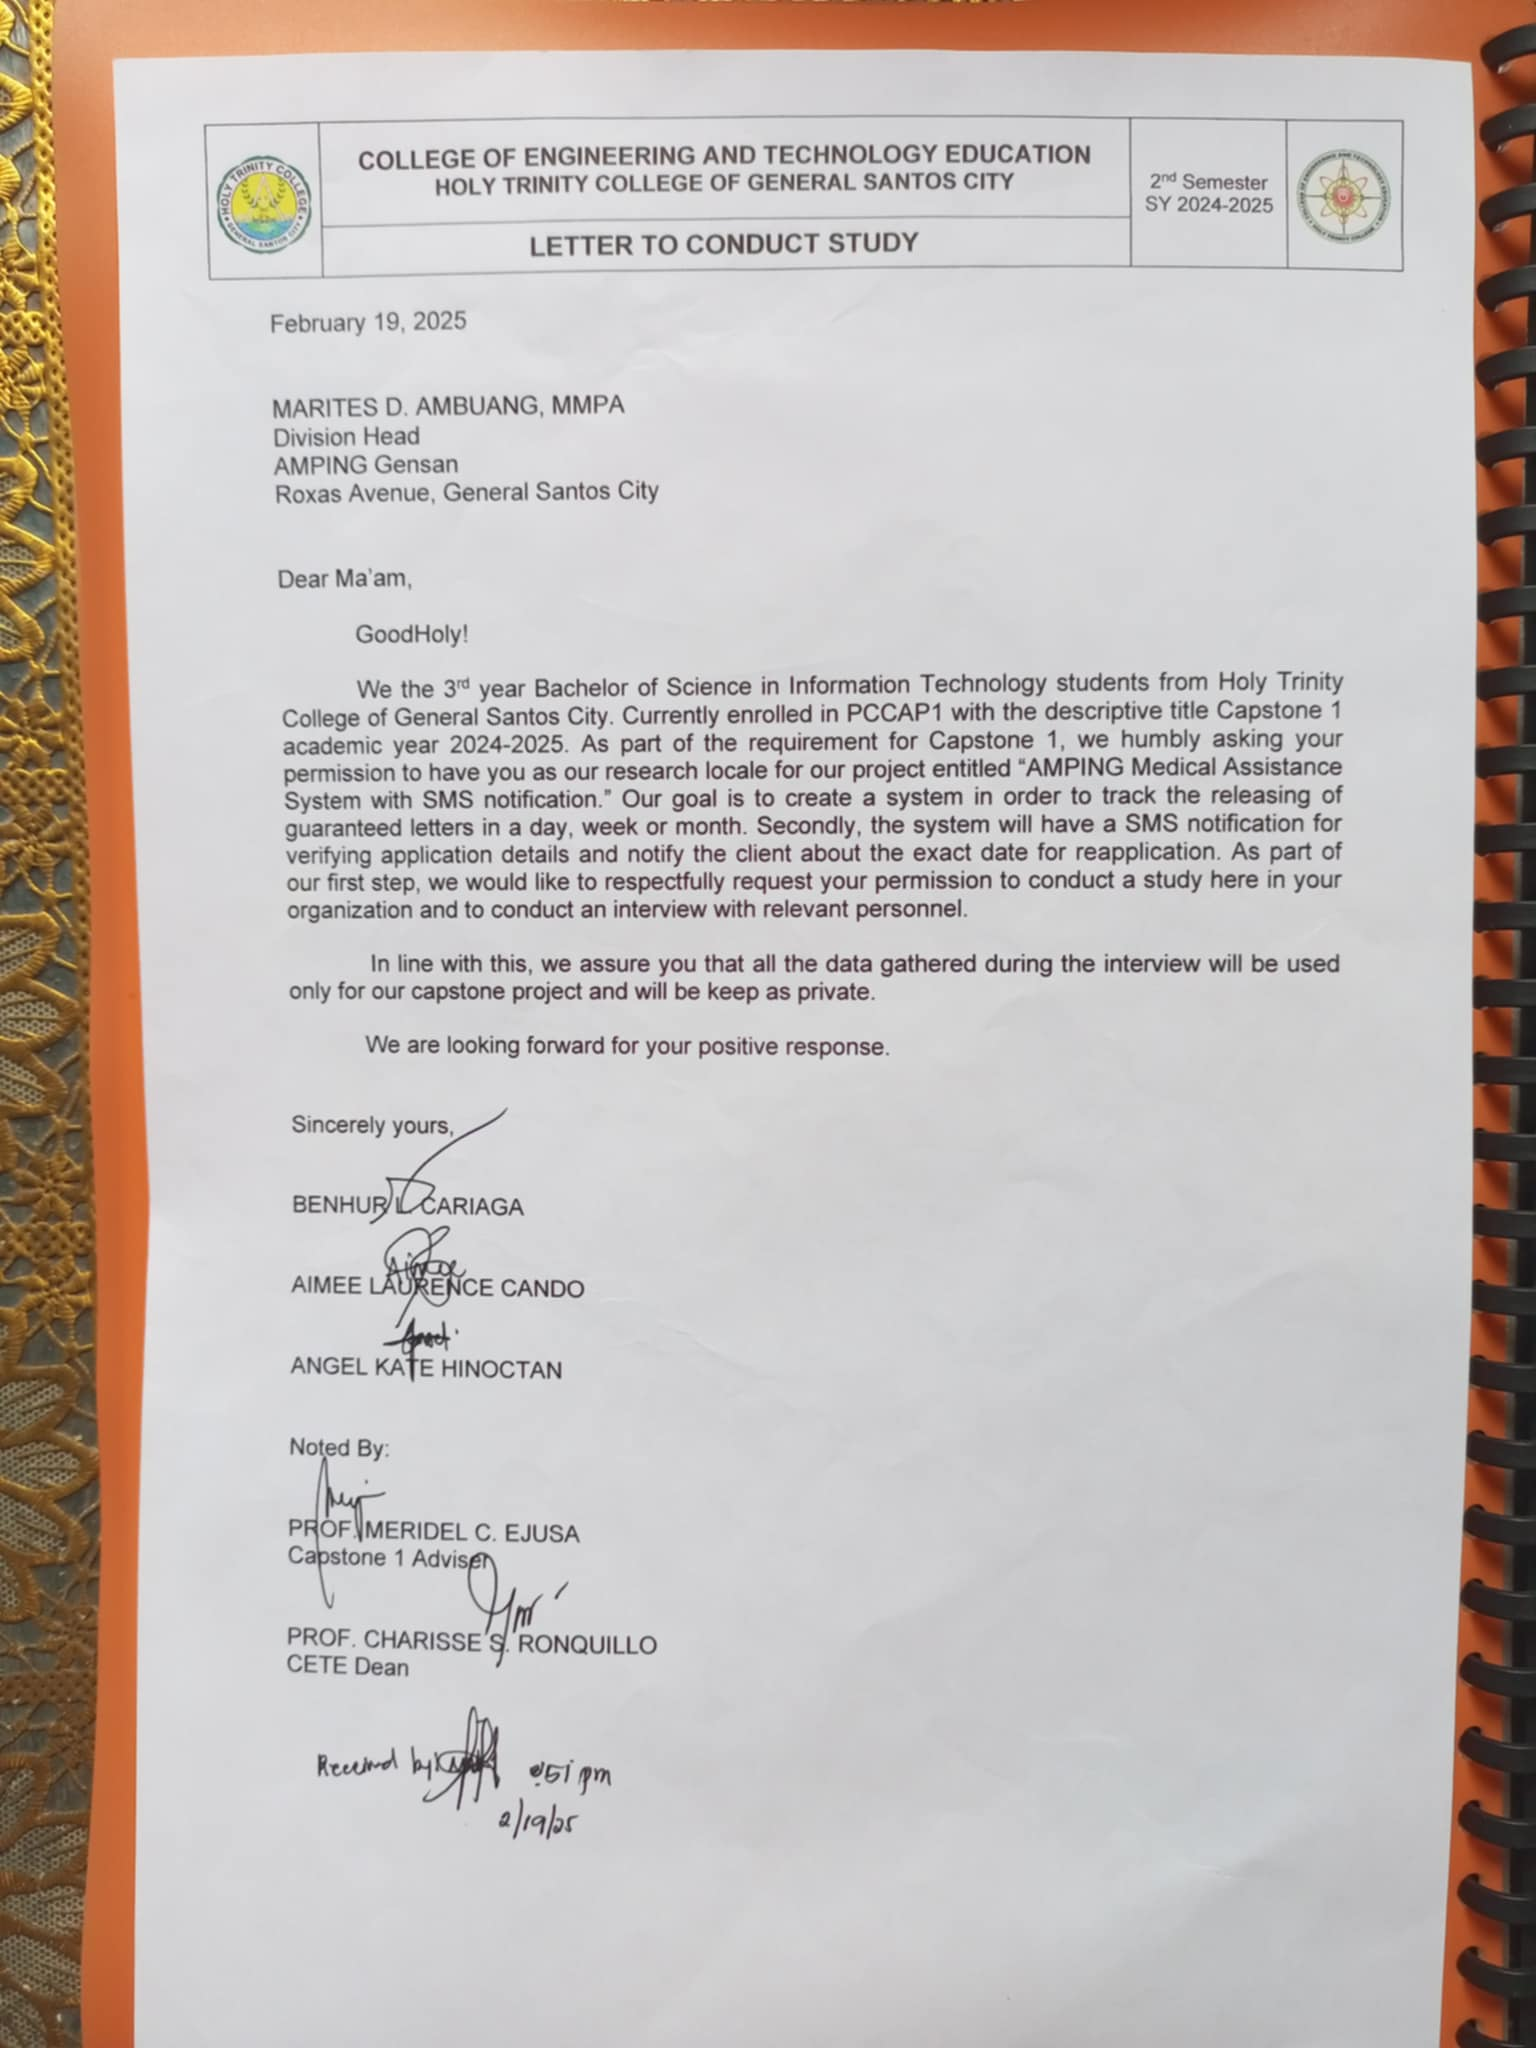 COLLEGE OF ENGINEERING AND TECHNOLOGY EDUCATION
HOLY TRINITY COLLEGE OF GENERAL SANTOS CITY
LETTER TO CONDUCT STUDY
2nd Semester
SY 2024-2025
HOLY TRINITY COLLEGE
GENERAL SANTOS CITY
February 19, 2025
MARITES D. AMBUANG, MMPA
Division Head
AMPING Gensan
Roxas Avenue, General Santos City
Dear Ma'am,
GoodHoly!
We the 3rd year Bachelor of Science in Information Technology students from Holy Trinity
College of General Santos City. Currently enrolled in PCCAP1 with the descriptive title Capstone 1
academic year 2024-2025. As part of the requirement for Capstone 1, we humbly asking your
permission to have you as our research locale for our project entitled “AMPING Medical Assistance
System with SMS notification.” Our goal is to create a system in order to track the releasing of
guaranteed letters in a day, week or month. Secondly, the system will have a SMS notification for
verifying application details and notify the client about the exact date for reapplication. As part of
our first step, we would like to respectfully request your permission to conduct a study here in your
organization and to conduct an interview with relevant personnel.
In line with this, we assure you that all the data gathered during the interview will be used
only for our capstone project and will be keep as private.
We are looking forward for your positive response.
Sincerely yours,
BENHUR L. CARIAGA
AIMEE LAURENCE CANDO
ANGEL KATE HINOCTAN
Noted By:
PROF. MERIDEL C. EJUSA
Capstone 1 Adviser
PROF. CHARISSE S. RONQUILLO
CETE Dean
Received by
pm
2/19/25